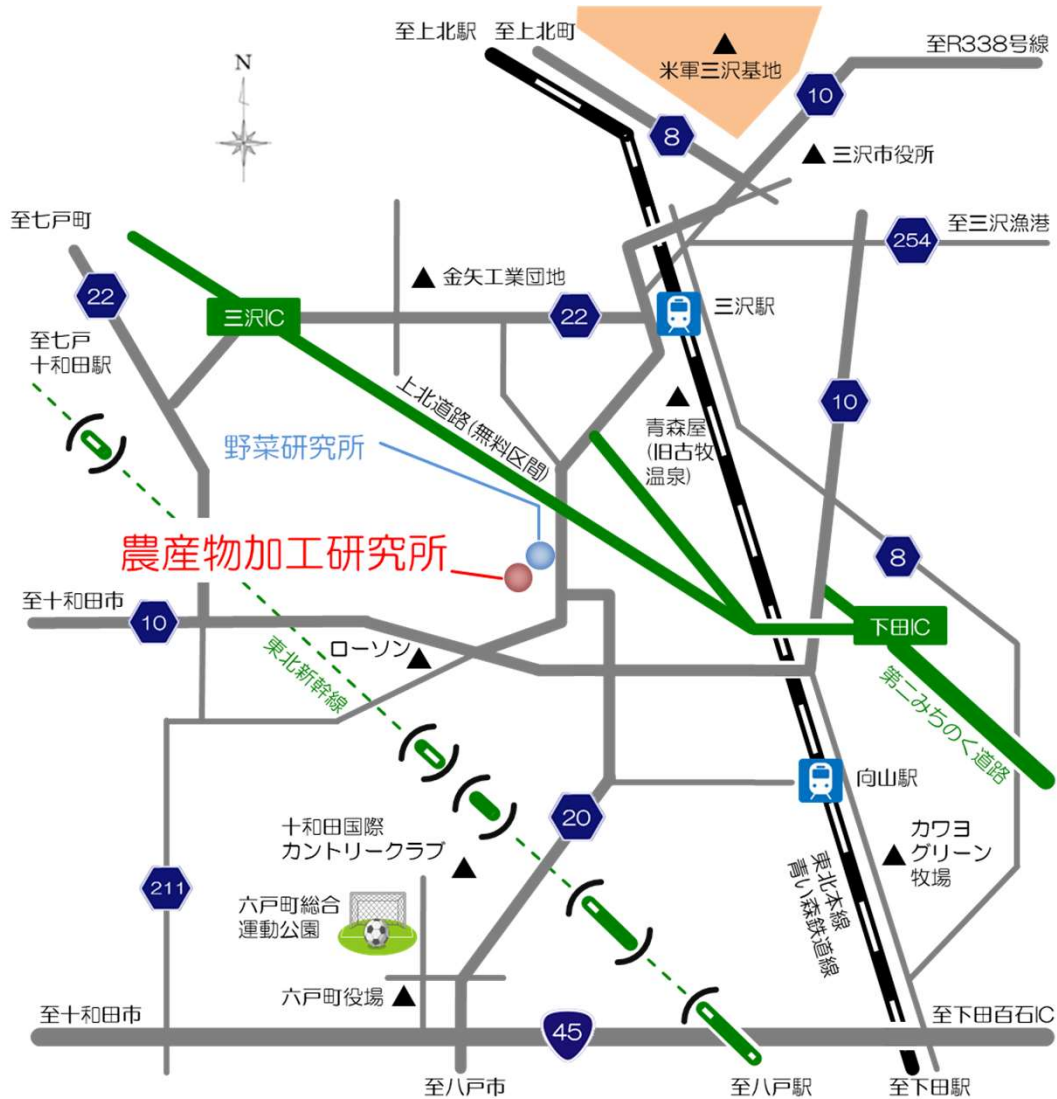 至上北駅
至上北町
米軍三沢基地
至R338号線
N
10
8
三沢市役所
至七戸町
254
至三沢漁港
金矢工業団地
22
三沢IC
22
三沢駅
至七戸
十和田駅
上北道路(無料区間)
青森屋
(旧古牧
温泉)
10
野菜研究所
農産物加工研究所
8
至十和田市
10
下田IC
ローソン
東北新幹線
第二みちのく道路
向山駅
20
十和田国際
カントリークラブ
カワヨ
グリーン
牧場
東北本線
青い森鉄道線
211
六戸町総合
運動公園
六戸町役場
至十和田市
45
至下田百石IC
至八戸市
至八戸駅
至下田駅